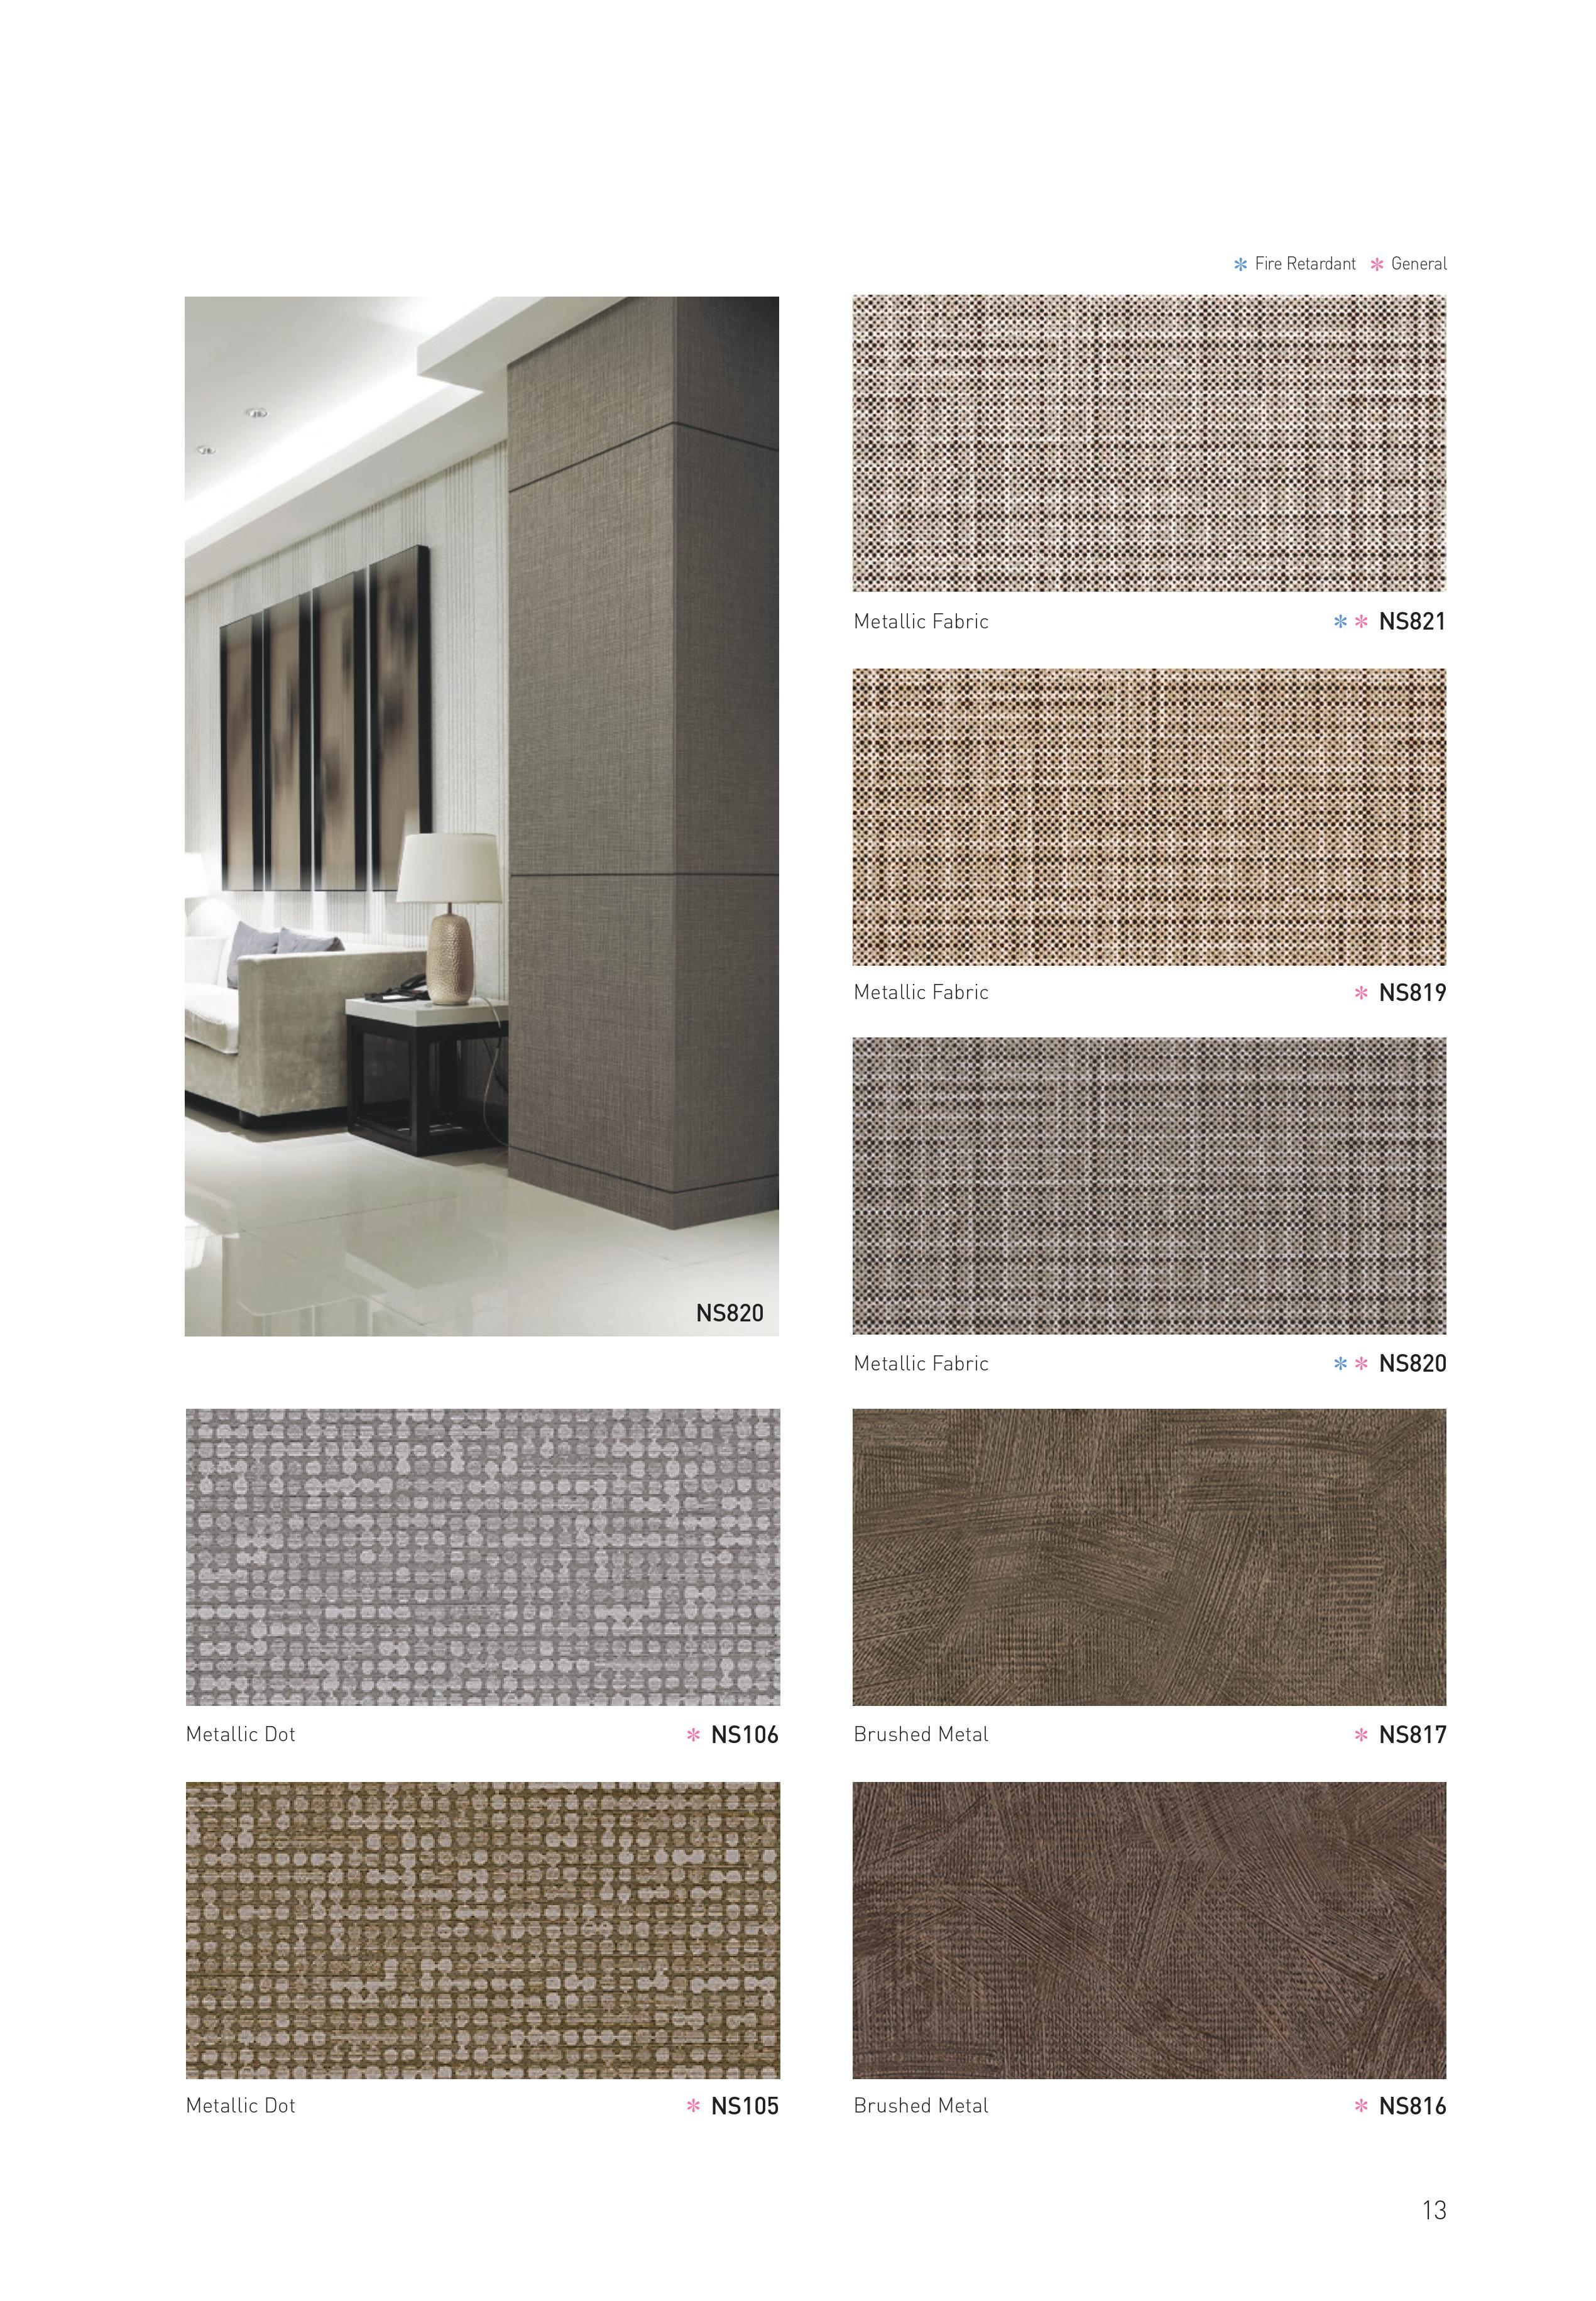 * Fire Retardant * General
Metallic Fabric ** NS821
Metallic Fabric * NS819
NS820
Metallic Fabric ** NS820
Metallic Dot * NS106
Brushed Metal * NS817
Metallic Dot * NS105
Brushed Metal * NS816
13